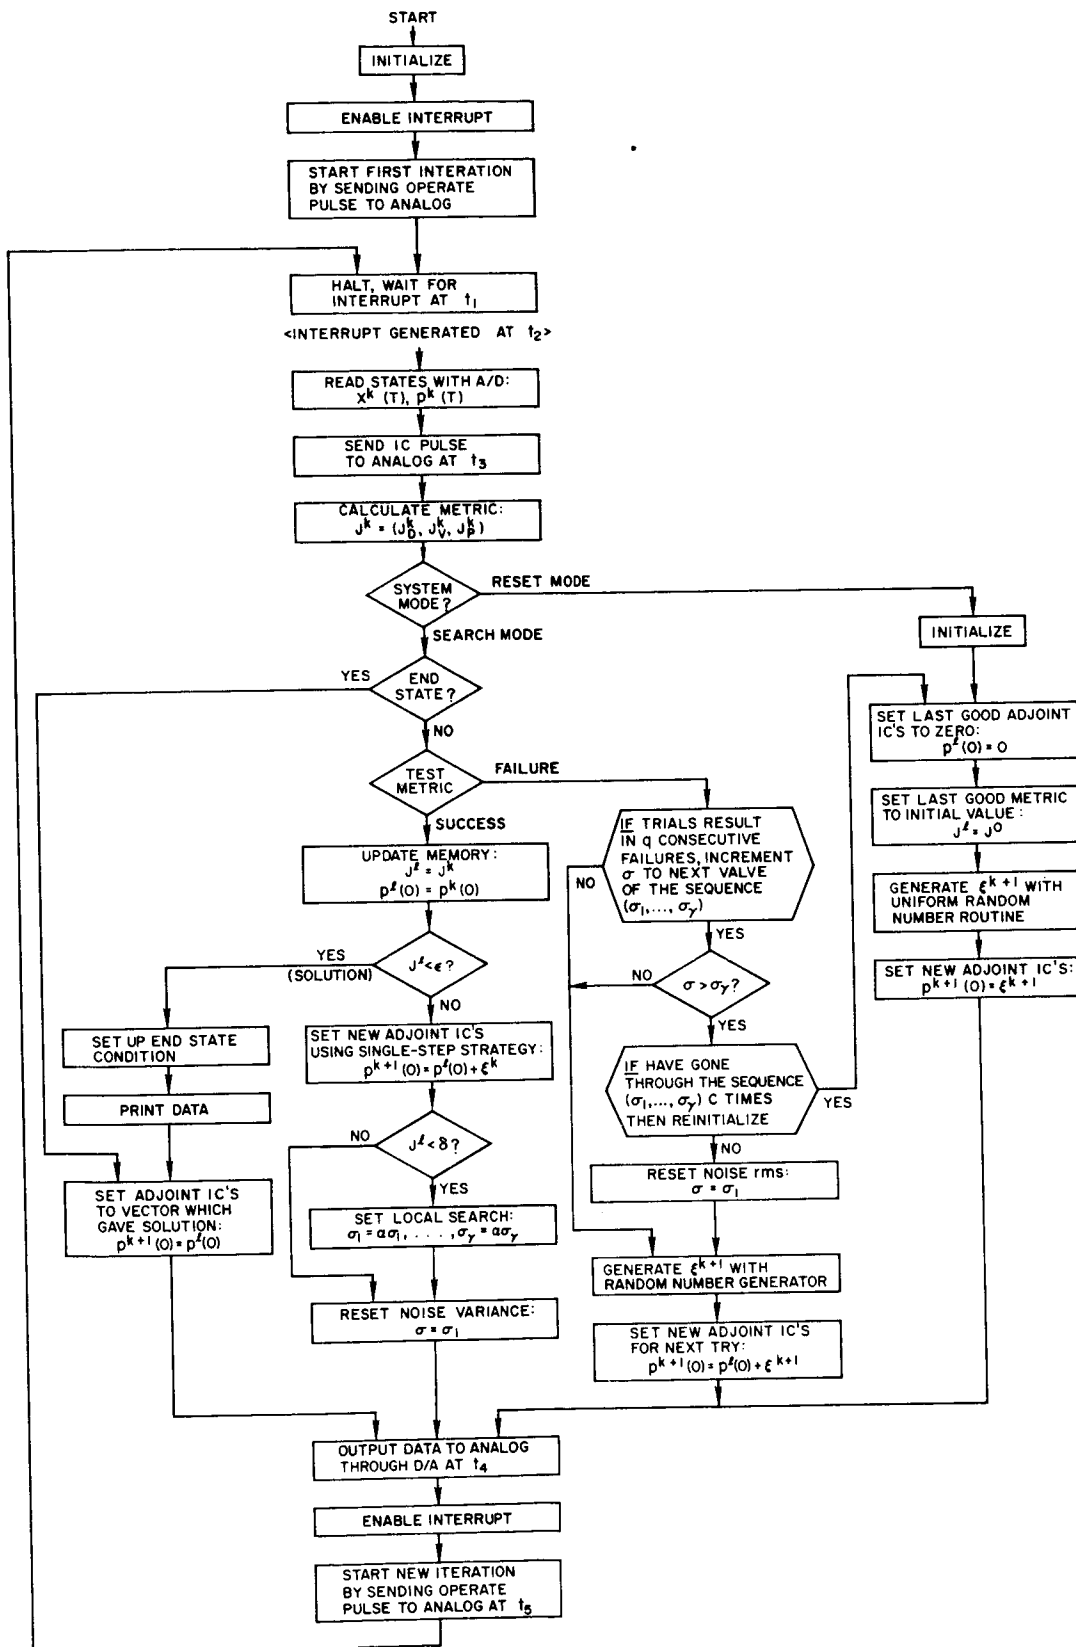 START
INITIALIZE
ENABLE INTERRUPT
START FIRST INTERATION
BY SENDING OPERATE
PULSE TO ANALOG
HALT, WAIT FOR
INTERRUPT AT t₁
<INTERRUPT GENERATED AT t₂>
READ STATES WITH A/D:
x^k (T), p^k (T)
SEND IC PULSE
TO ANALOG AT t₃
CALCULATE METRIC:
J^k = (J_D^k, J_V^k, J_P^k)
SYSTEM
MODE?
RESET MODE
SEARCH MODE
INITIALIZE
END
STATE?
YES
NO
SET LAST GOOD ADJOINT
IC'S TO ZERO:
p^ℓ(0) = 0
TEST
METRIC
FAILURE
SUCCESS
SET LAST GOOD METRIC
TO INITIAL VALUE:
J^ℓ = J^0
IF TRIALS RESULT
IN q CONSECUTIVE
FAILURES, INCREMENT
σ TO NEXT VALUE
OF THE SEQUENCE
(σ₁,..., σ_γ)
NO
YES
UPDATE MEMORY:
J^ℓ = J^k
p^ℓ(0) = p^k(0)
GENERATE ξ^{k+1} WITH
UNIFORM RANDOM
NUMBER ROUTINE
YES
(SOLUTION)
J^ℓ < ε?
NO
NO
σ > σ_γ?
YES
SET NEW ADJOINT IC'S:
p^{k+1}(0) = ξ^{k+1}
SET UP END STATE
CONDITION
SET NEW ADJOINT IC'S
USING SINGLE-STEP STRATEGY:
p^{k+1}(0) = p^ℓ(0) + ξ^k
IF HAVE GONE
THROUGH THE SEQUENCE
(σ₁,..., σ_γ) C TIMES
THEN REINITIALIZE
YES
NO
PRINT DATA
NO
J^ℓ < δ?
YES
RESET NOISE rms:
σ = σ₁
SET ADJOINT IC'S
TO VECTOR WHICH
GAVE SOLUTION:
p^{k+1}(0) = p^ℓ(0)
SET LOCAL SEARCH:
σ₁ = ασ₁, ...., σ_γ = ασ_γ
GENERATE ξ^{k+1} WITH
RANDOM NUMBER GENERATOR
RESET NOISE VARIANCE:
σ = σ₁
SET NEW ADJOINT IC'S
FOR NEXT TRY:
p^{k+1}(0) = p^ℓ(0) + ξ^{k+1}
OUTPUT DATA TO ANALOG
THROUGH D/A AT t₄
ENABLE INTERRUPT
START NEW ITERATION
BY SENDING OPERATE
PULSE TO ANALOG AT t₅